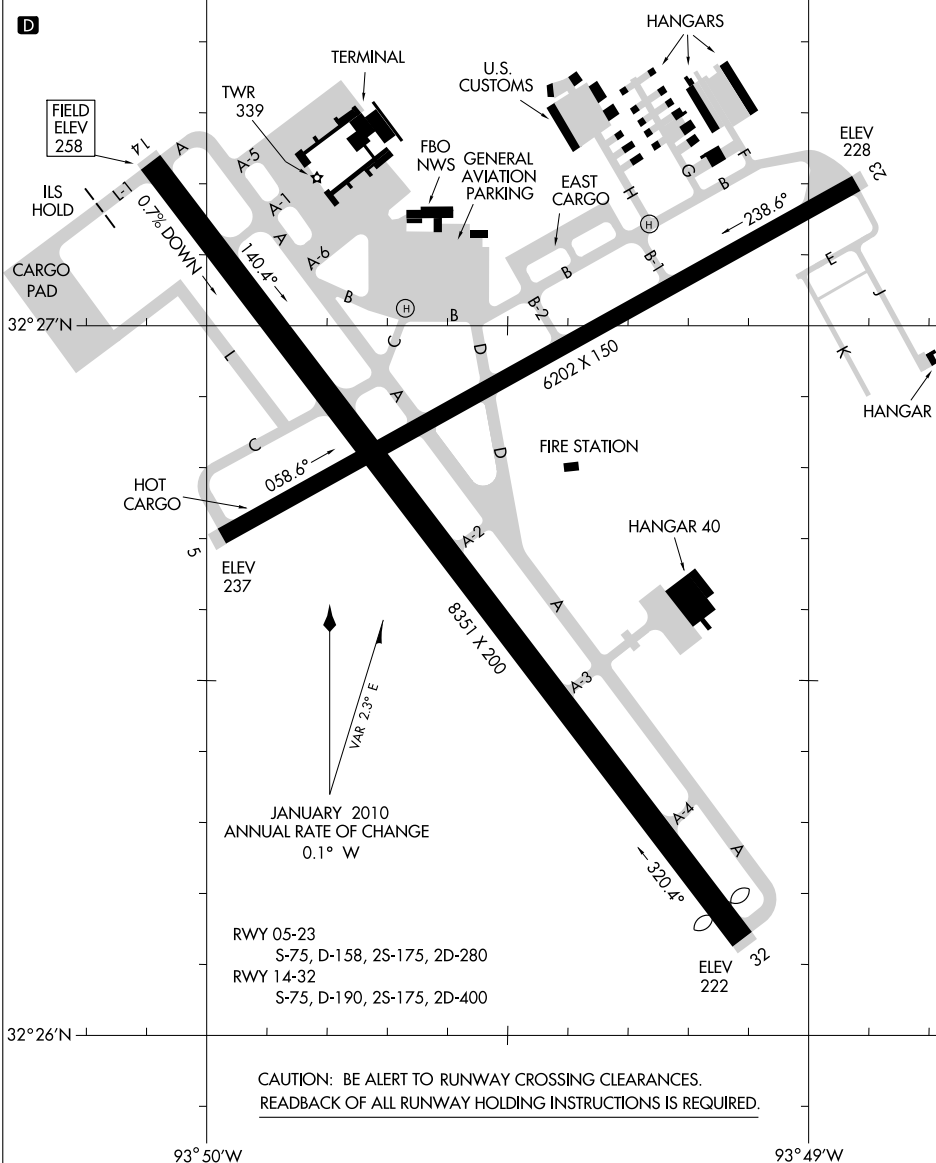 D
HANGARS
TERMINAL
U.S.
CUSTOMS
TWR
339
FIELD
ELEV
258
14
A
A-5
FBO
NWS
GENERAL
AVIATION
PARKING
EAST
CARGO
ELEV
228
23
ILS
HOLD
L-1
0.7% DOWN
A-1
A
A-6
140.4°
H
G
B
F
H
238.6°
CARGO
PAD
B
H
B
B
B-1
B-2
E
J
K
32°27'N
L
C
D
A
6202 X 150
HANGAR
C
058.6°
D
FIRE STATION
HOT
CARGO
5
ELEV
237
A-2
HANGAR 40
8351 X 200
A
A-3
VAR 2.3° E
JANUARY 2010
ANNUAL RATE OF CHANGE
0.1° W
A-4
A
320.4°
RWY 05-23
S-75, D-158, 2S-175, 2D-280
RWY 14-32
S-75, D-190, 2S-175, 2D-400
32
ELEV
222
32°26'N
CAUTION: BE ALERT TO RUNWAY CROSSING CLEARANCES.
READBACK OF ALL RUNWAY HOLDING INSTRUCTIONS IS REQUIRED.
93°50'W
93°49'W